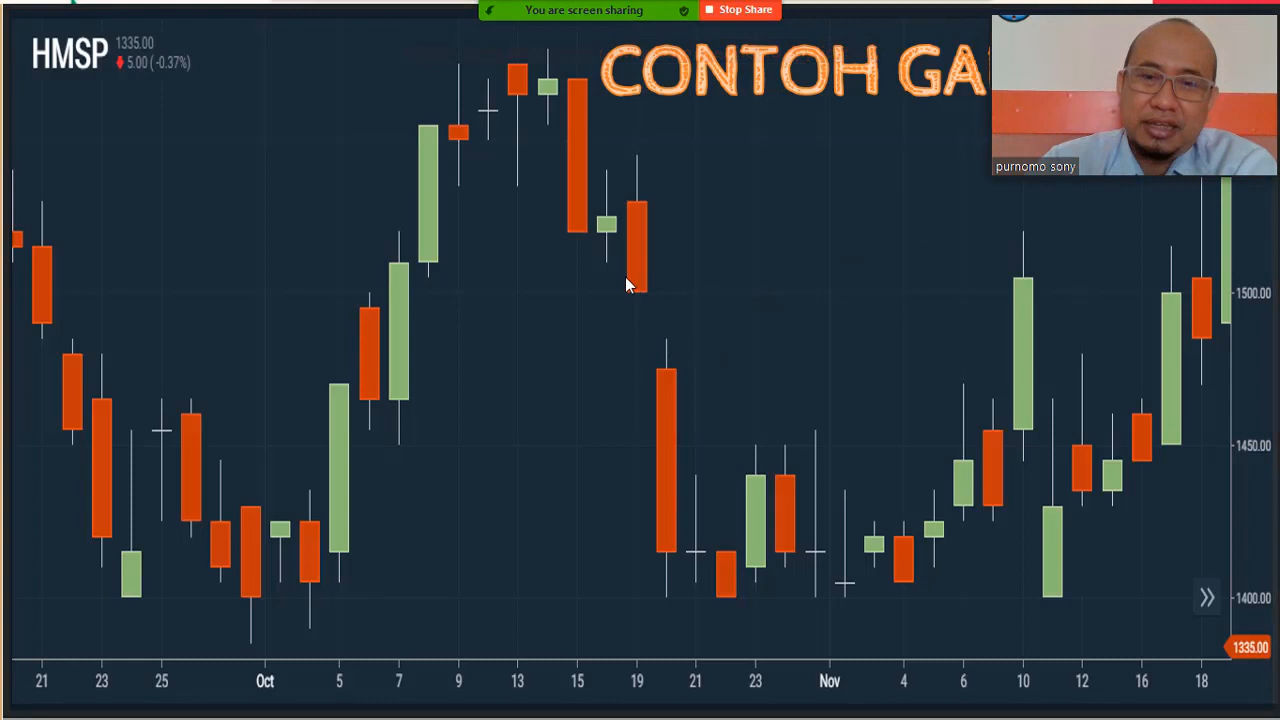 You are screen sharing
Stop Share
HMSP
1335.00
5.00 (-0.37%)
CONTOH GA
purnomo sony
1500.00
1450.00
1400.00
1335.00
21 23 25 Oct 5 7 9 13 15 19 21 23 Nov 4 6 10 12 16 18